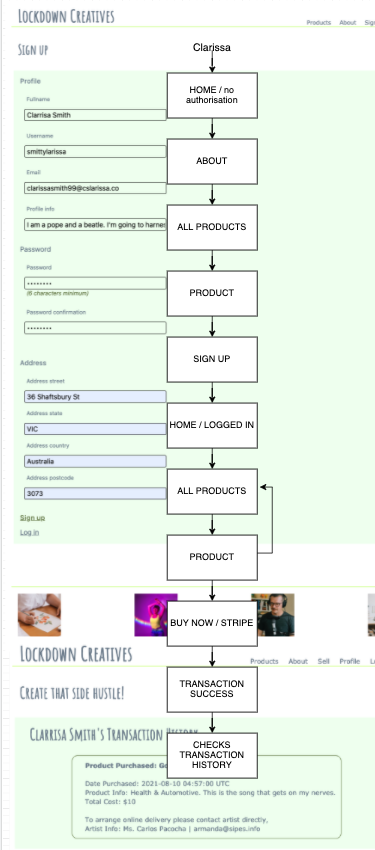 LOCKDOWN CREATIVES
Products About
SIGN UP
Clarissa
Profile
Fullname
Clarrisa Smith
HOME / no
authorisation
Username
smittylarissa
ABOUT
Email
clarissasmith99@cslarissa.co
Profile info
I am a pope and a beatle. I'm going to harnes
ALL PRODUCTS
Password
Password
(6 characters minimum)
PRODUCT
Password confirmation
SIGN UP
Address
Address street
36 Shaftsbury St
Address state
VIC
HOME / LOGGED IN
Address country
Australia
Address postcode
3073
ALL PRODUCTS
Sign up
Log in
PRODUCT
BUY NOW / STRIPE
LOCKDOWN CREATIVES
Products About Sell Profile
CREATE THAT SIDE HUSTLE!
TRANSACTION
SUCCESS
CLARRISA SMITH'S TRANSACTION
CHECKS
TRANSACTION
HISTORY
Product Purchased:
Date Purchased: 2021-08-10 04:57:00 UTC
Product Info: Health & Automotive. This is the song that gets on my nerves.
Total Cost: $10
To arrange online delivery please contact artist directly,
Artist Info: Ms. Carlos Pacocha | armanda@sipes.info